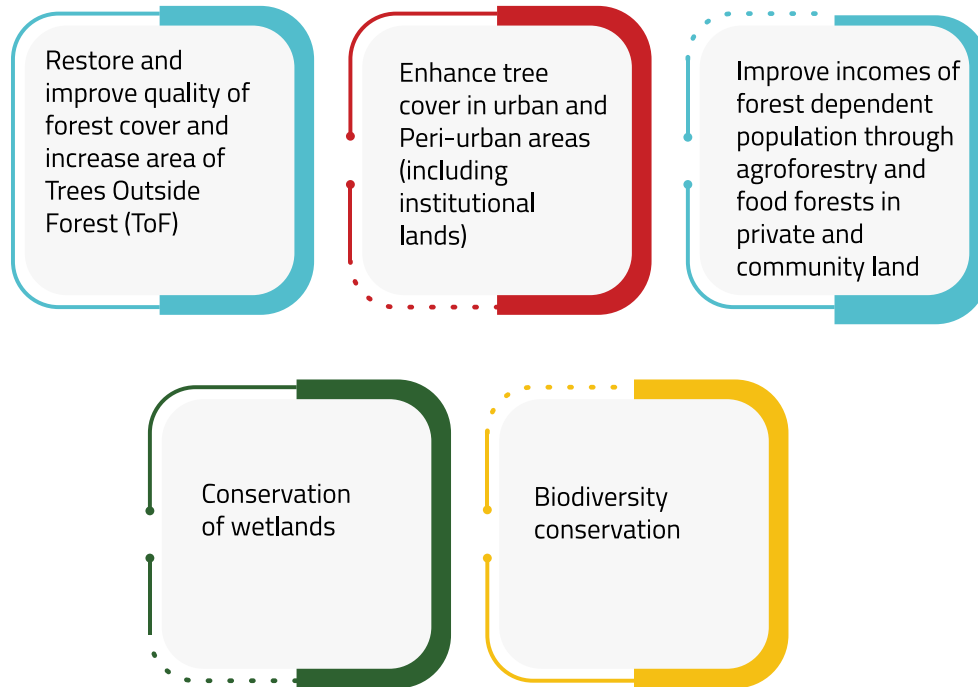 Restore and
improve quality of
forest cover and
increase area of
Trees Outside
Forest (ToF)
Enhance tree
cover in urban and
Peri-urban areas
(including
institutional
lands)
Improve incomes of
forest dependent
population through
agroforestry and
food forests in
private and
community land
Conservation
of wetlands
Biodiversity
conservation